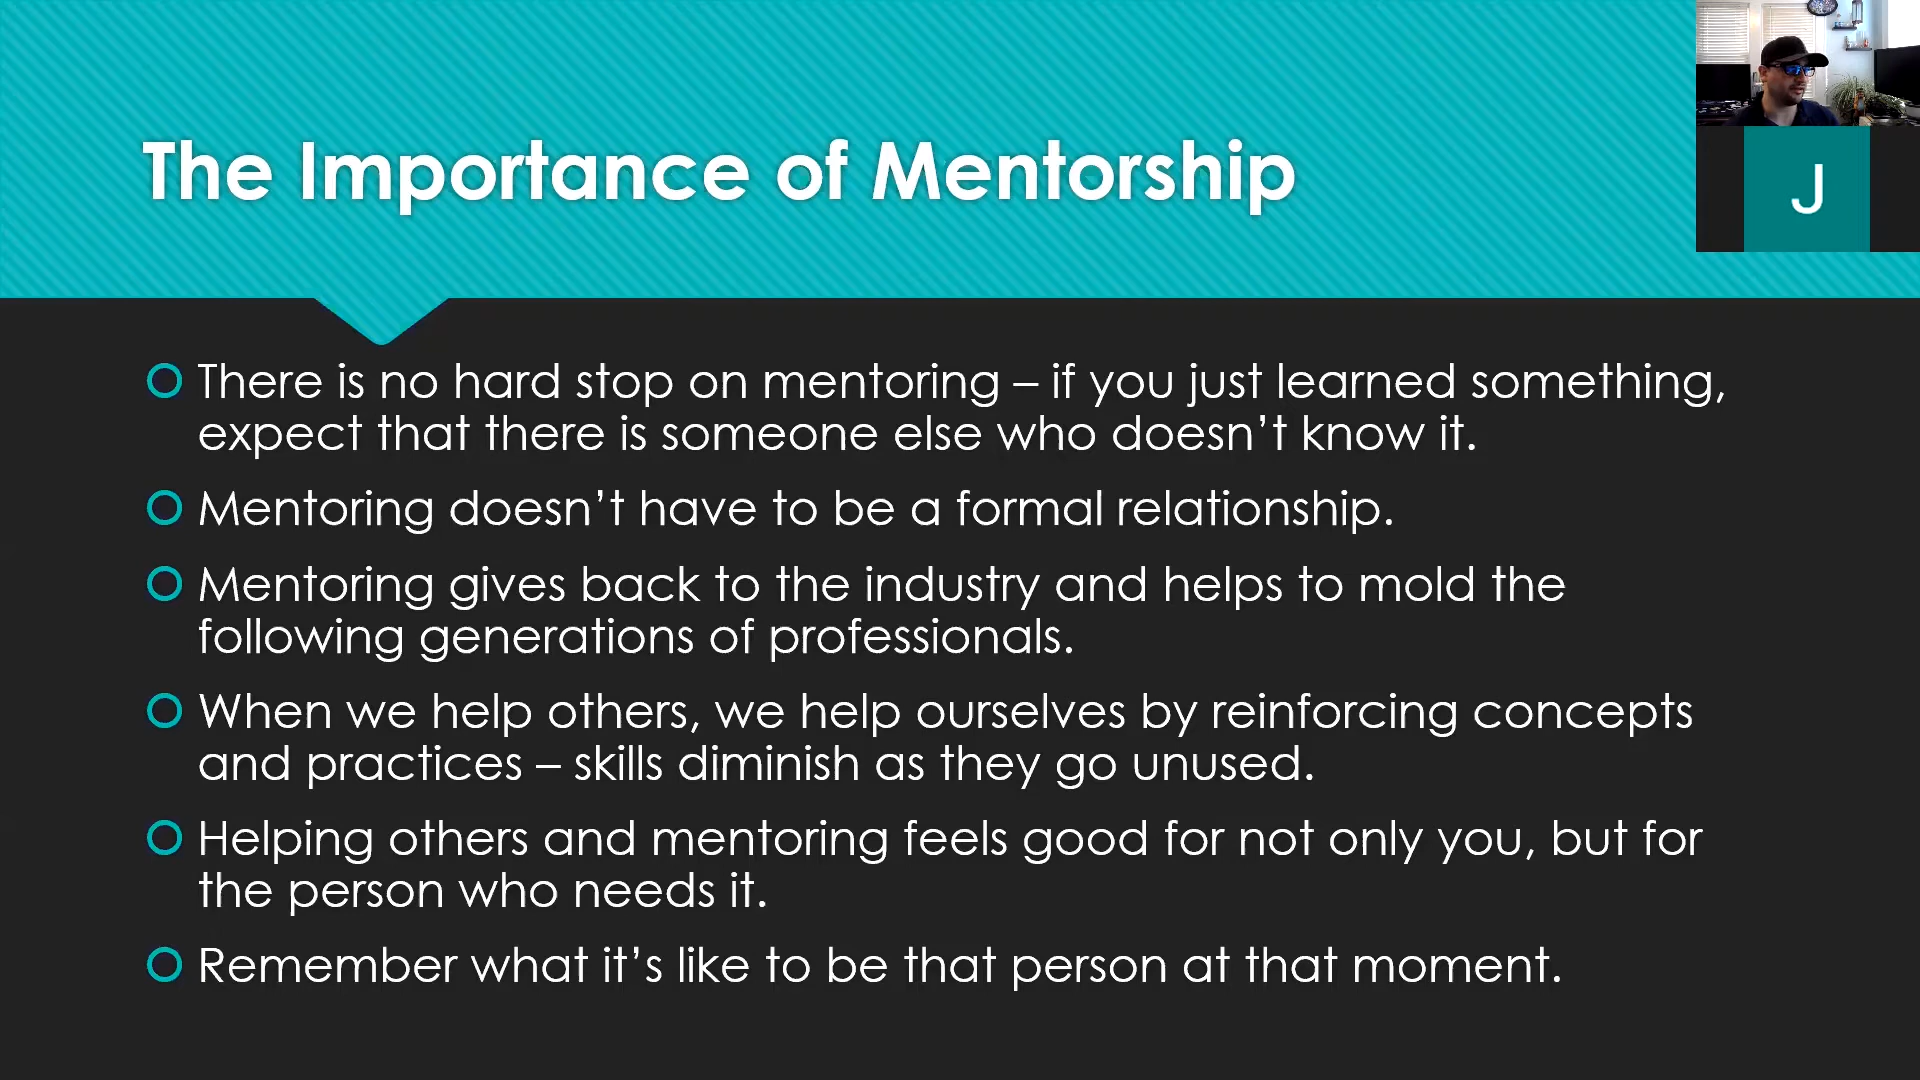 The Importance of Mentorship
J
There is no hard stop on mentoring – if you just learned something,
expect that there is someone else who doesn’t know it.
Mentoring doesn’t have to be a formal relationship.
Mentoring gives back to the industry and helps to mold the
following generations of professionals.
When we help others, we help ourselves by reinforcing concepts
and practices – skills diminish as they go unused.
Helping others and mentoring feels good for not only you, but for
the person who needs it.
Remember what it’s like to be that person at that moment.